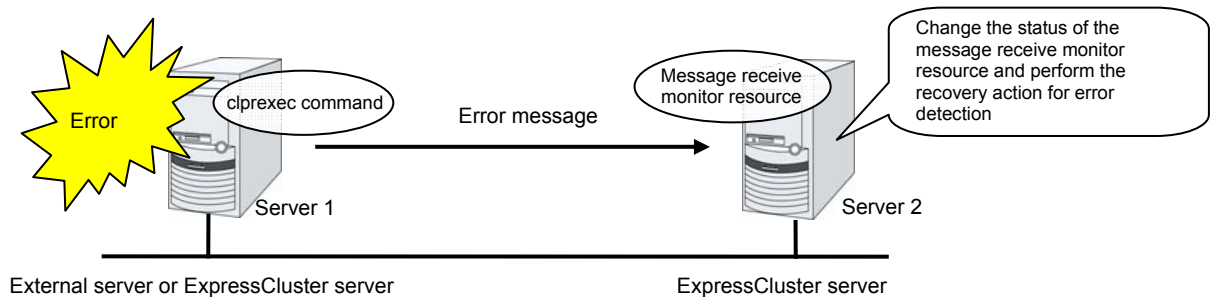 Change the status of the
message receive monitor
resource and perform the
recovery action for error
detection
Error
clprexec command
Error message
Message receive
monitor resource
Server 1
Server 2
External server or ExpressCluster server
ExpressCluster server